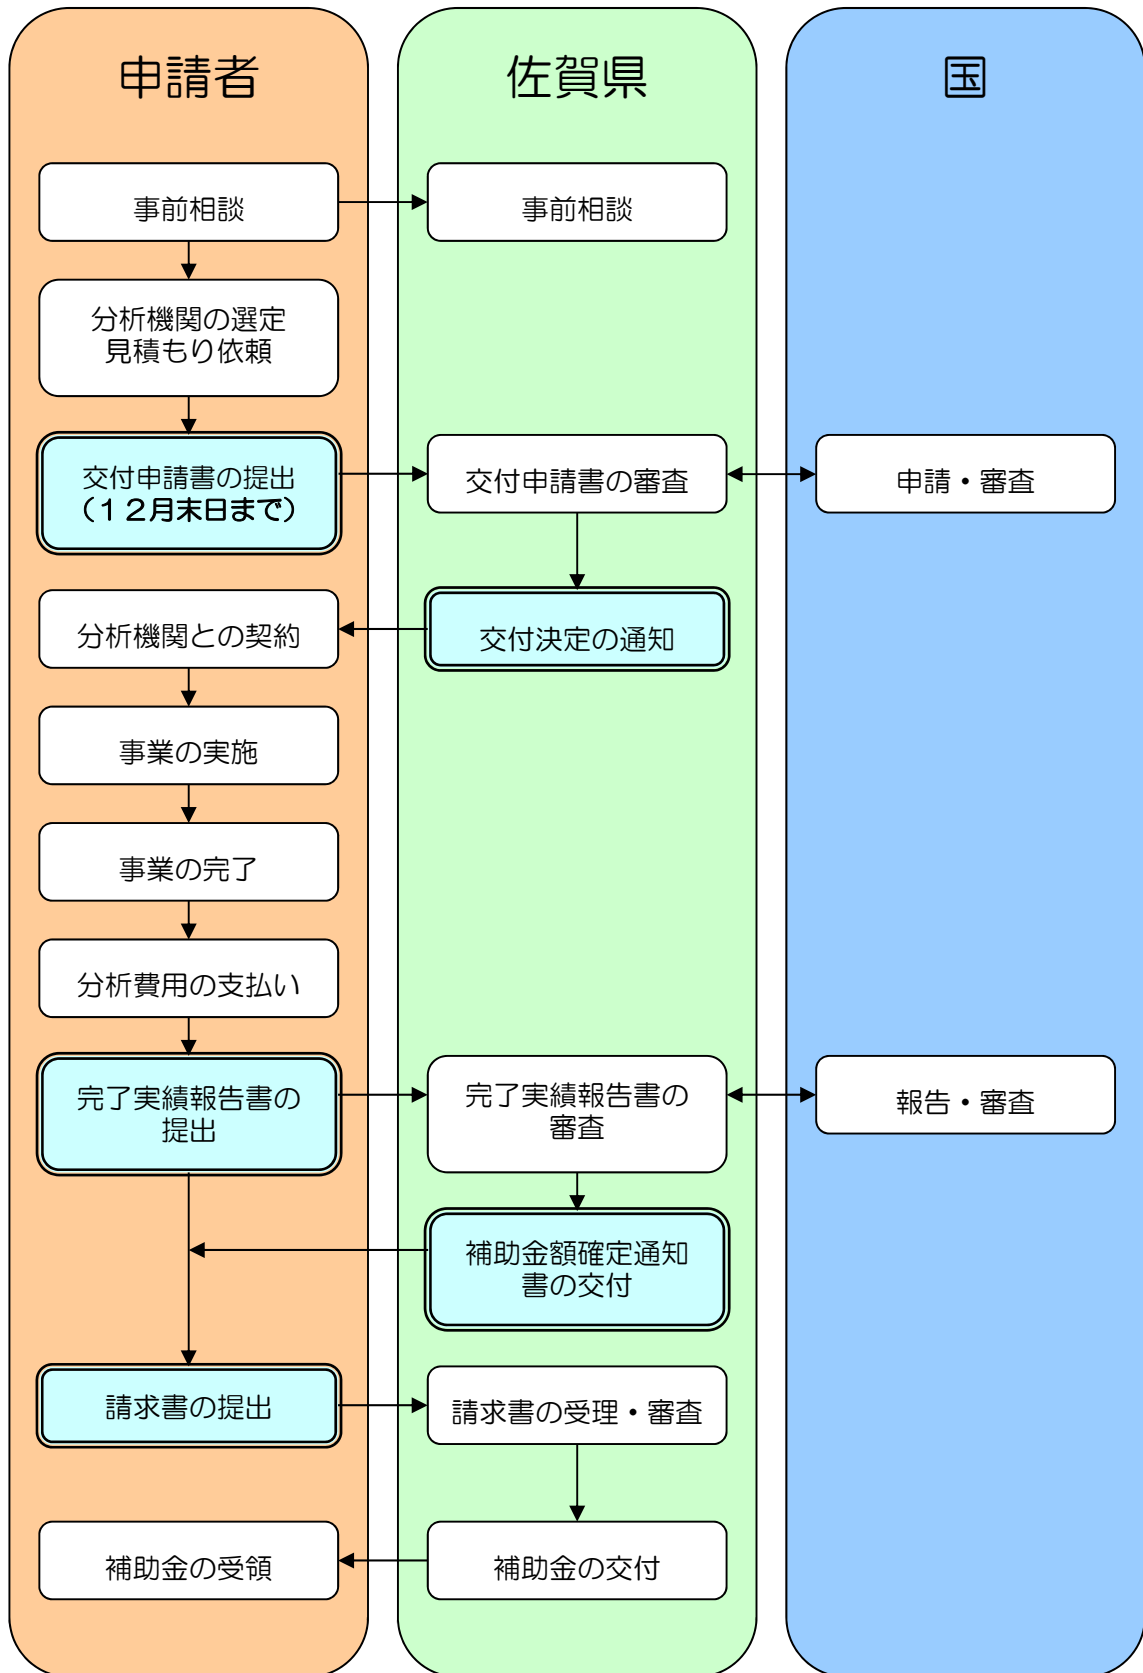 申請者
佐賀県
国
事前相談
事前相談
分析機関の選定
見積もり依頼
交付申請書の提出
（１２月末日まで）
交付申請書の審査
申請・審査
分析機関との契約
交付決定の通知
事業の実施
事業の完了
分析費用の支払い
完了実績報告書の
提出
完了実績報告書の
審査
報告・審査
補助金額確定通知
書の交付
請求書の提出
請求書の受理・審査
補助金の受領
補助金の交付